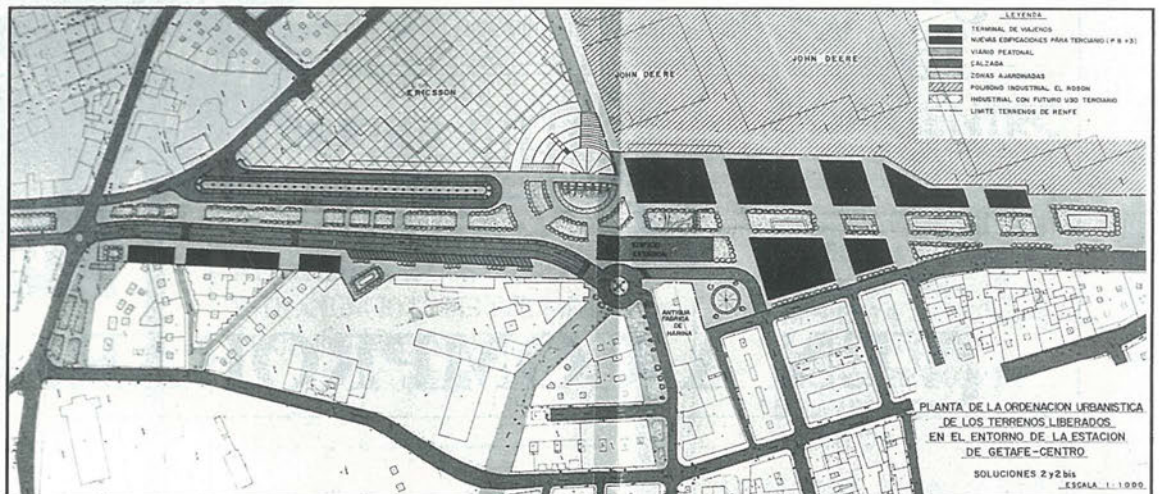 LEYENDA
TERMINAL DE VIAJEROS
NUEVAS EDIFICACIONES PARA TERCIARIO (P B +3)
VIARIO PEATONAL
CALZADA
ZONAS AJARDINADAS
POLIGONO INDUSTRIAL EL ROSON
INDUSTRIAL CON FUTURO USO TERCIARIO
LIMITE TERRENOS DE RENFE
JOHN DEERE
JOHN DEERE
ERICSSON
EDIFICIO
ESTACION
ANTIGUA
FABRICA
DE
HARINA
PLANTA DE LA ORDENACION URBANISTICA
DE LOS TERRENOS LIBERADOS
EN EL ENTORNO DE LA ESTACION
DE GETAFE-CENTRO
SOLUCIONES 2 y 2 bis
ESCALA 1:1000